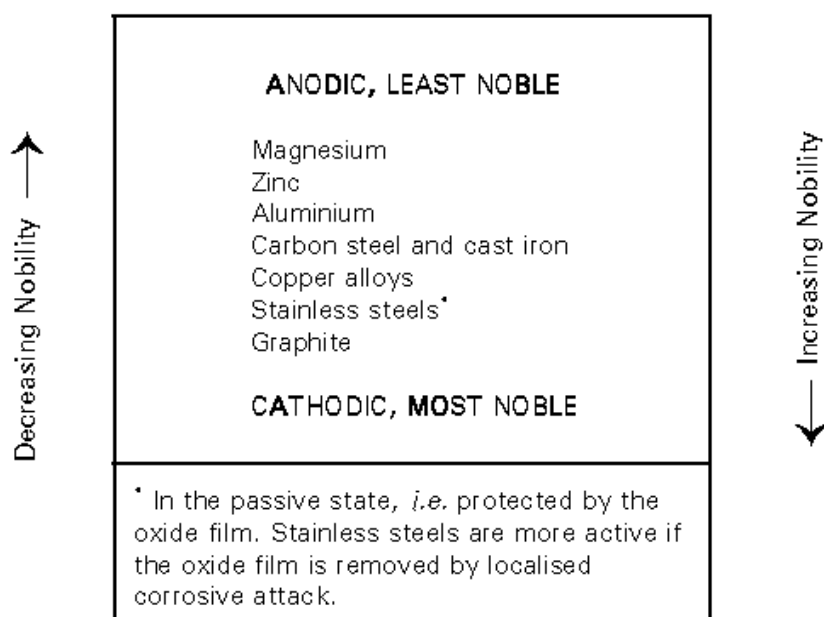 ANODIC, LEAST NOBLE
Decreasing Nobility
Increasing Nobility
Magnesium
Zinc
Aluminium
Carbon steel and cast iron
Copper alloys
Stainless steels*
Graphite
CATHODIC, MOST NOBLE
* In the passive state, i.e. protected by the
oxide film. Stainless steels are more active if
the oxide film is removed by localised
corrosive attack.